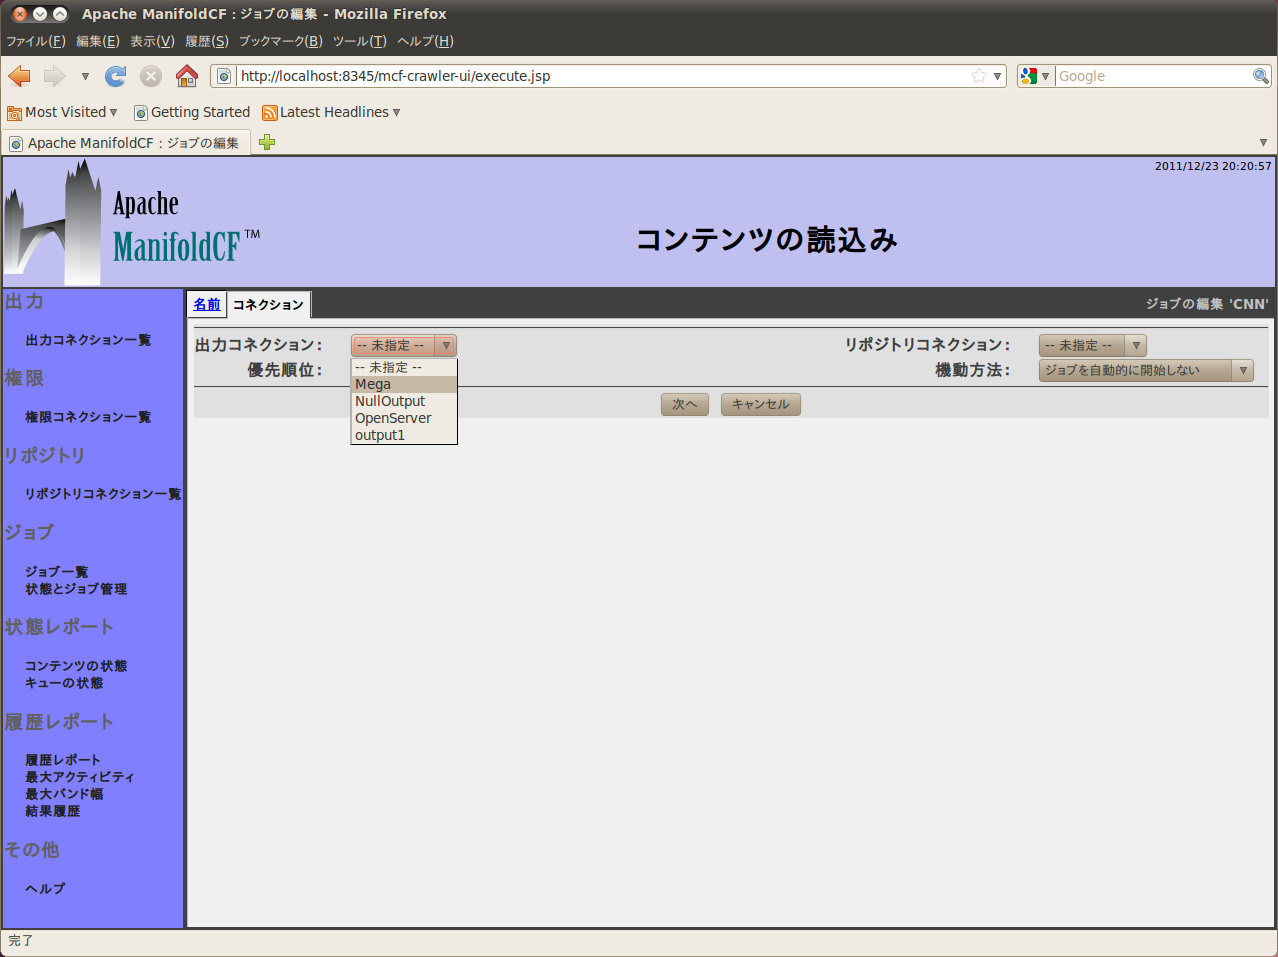 Apache ManifoldCF : ジョブの編集 - Mozilla Firefox
ファイル(F) 編集(E) 表示(V) 履歴(S) ブックマーク(B) ツール(T) ヘルプ(H)
http://localhost:8345/mcf-crawler-ui/execute.jsp Google
Most Visited Getting Started Latest Headlines
Apache ManifoldCF : ジョブの編集
2011/12/23 20:20:57
Apache
ManifoldCF TM
コンテンツの読込み
出力
出力コネクション一覧
権限
権限コネクション一覧
リポジトリ
リポジトリコネクション一覧
ジョブ
ジョブ一覧
状態とジョブ管理
状態レポート
コンテンツの状態
キューの状態
履歴レポート
履歴レポート
最大アクティビティ
最大バンド幅
結果履歴
その他
ヘルプ
名前 コネクション ジョブの編集 'CNN'
出力コネクション: -- 未指定 -- リポジトリコネクション: -- 未指定 --
優先順位: 機動方法: ジョブを自動的に開始しない
-- 未指定 --
Mega
NullOutput
OpenServer
output1
次へ キャンセル
完了